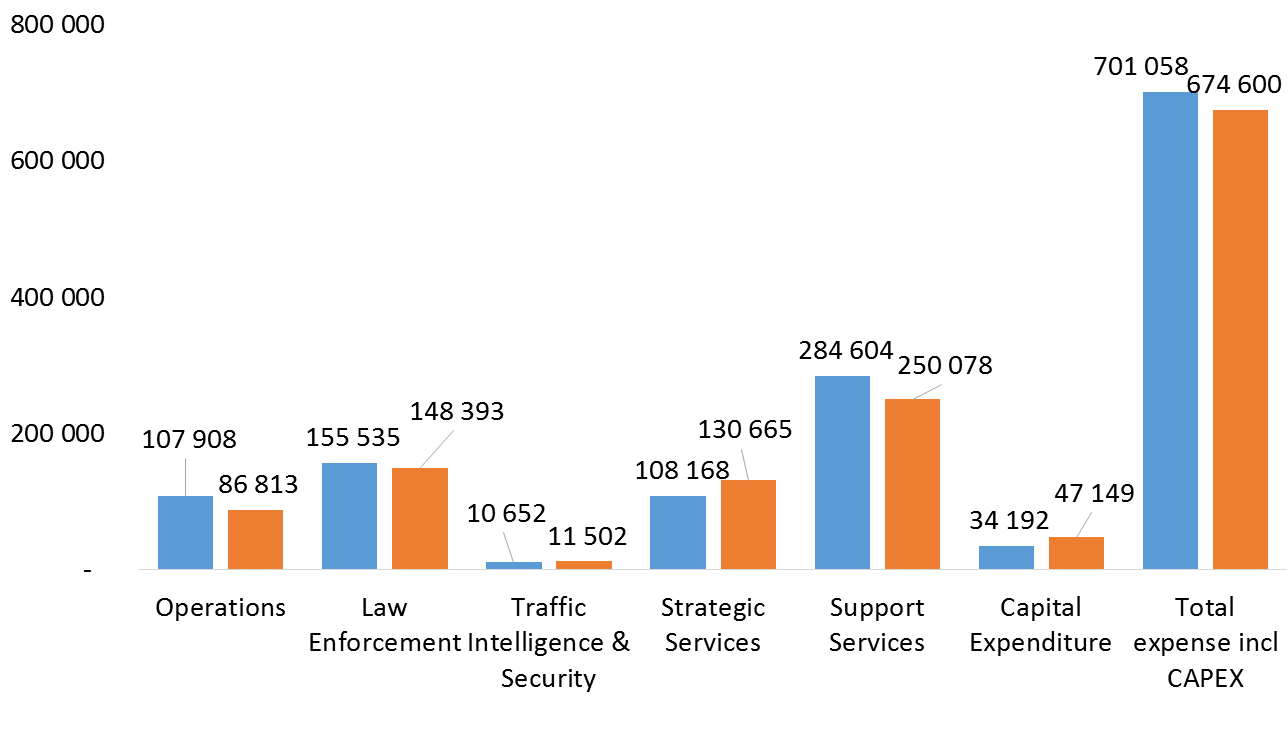 800 000
600 000
400 000
200 000
-
107 908
86 813
155 535
148 393
10 652
11 502
108 168
130 665
284 604
250 078
34 192
47 149
701 058
674 600
Operations
Law
Enforcement
Traffic
Intelligence &
Security
Strategic
Services
Support
Services
Capital
Expenditure
Total
expense incl
CAPEX